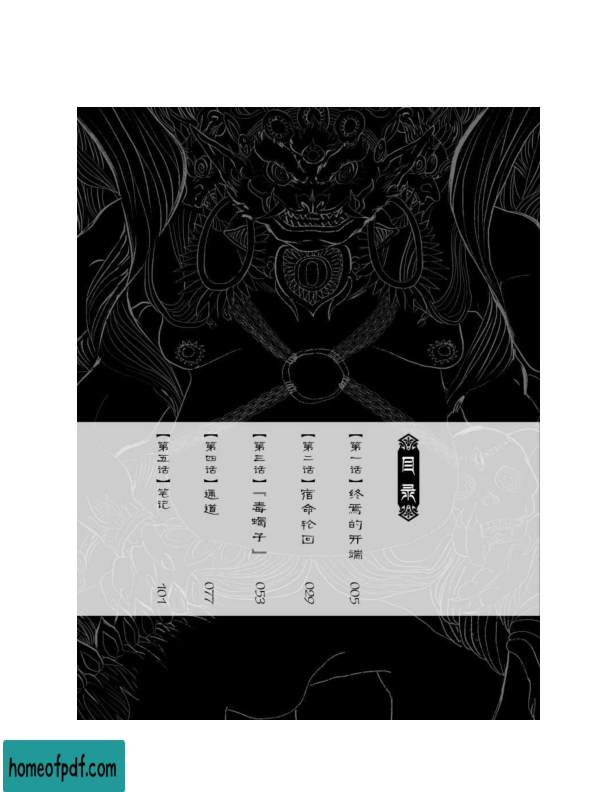 目录
【第一话】终焉的开端 005
【第二话】宿命轮回 029
【第三话】『毒蝎子』 053
【第四话】通道 077
【第五话】笔记 101
homeofpdf.com